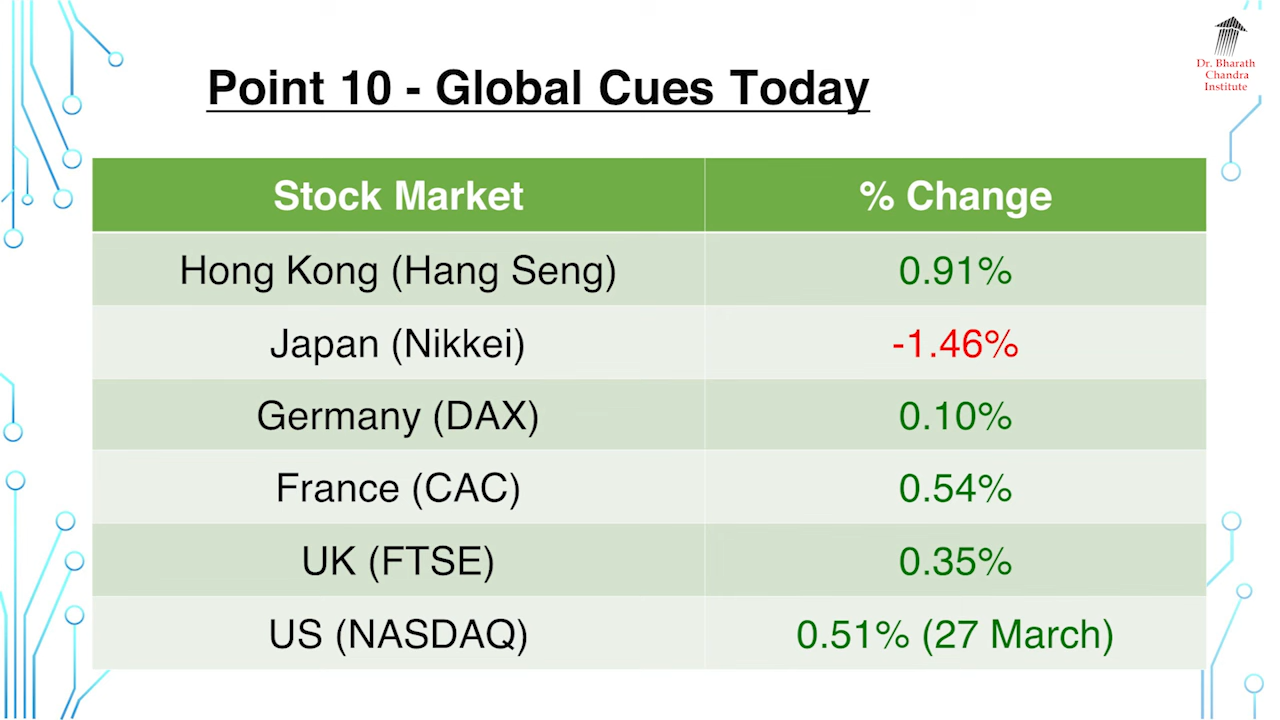 Dr. Bharath
Chandra
Institute
Point 10 - Global Cues Today
Stock Market % Change
Hong Kong (Hang Seng) 0.91%
Japan (Nikkei) -1.46%
Germany (DAX) 0.10%
France (CAC) 0.54%
UK (FTSE) 0.35%
US (NASDAQ) 0.51% (27 March)